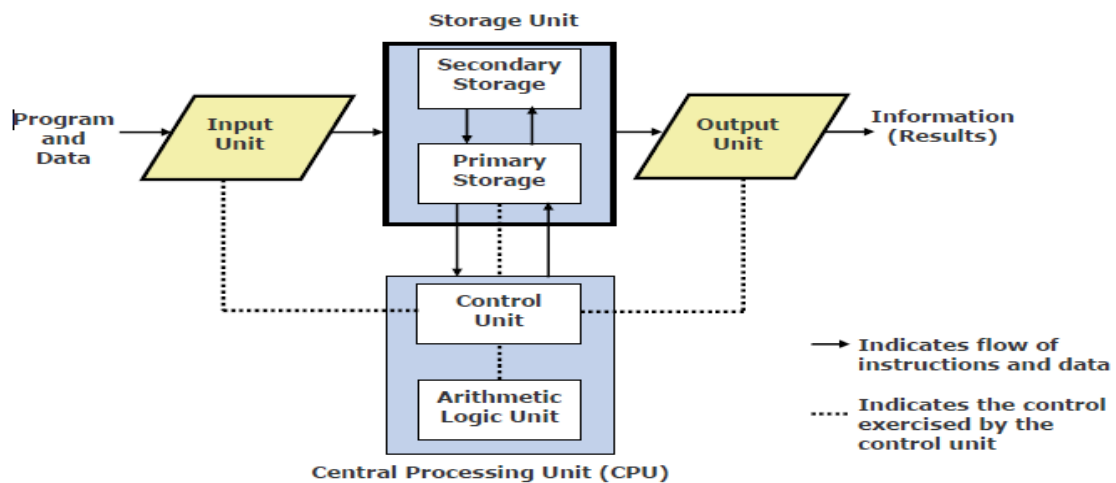 Storage Unit
Secondary
Storage
Program
and
Data
Input
Unit
Primary
Storage
Output
Unit
Information
(Results)
Control
Unit
Arithmetic
Logic Unit
Central Processing Unit (CPU)
Indicates flow of
instructions and data
Indicates the control
exercised by the
control unit